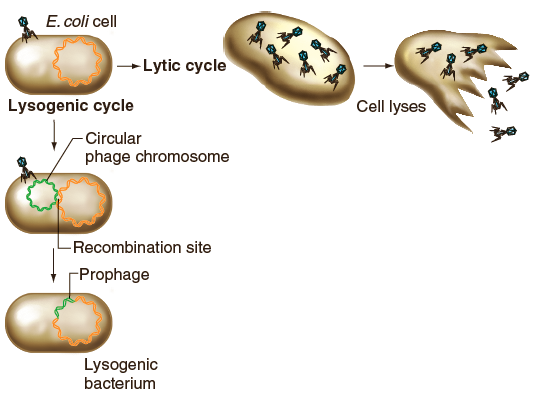 E. coli cell
Lytic cycle
Cell lyses
Lysogenic cycle
Circular
phage chromosome
Recombination site
Prophage
Lysogenic
bacterium